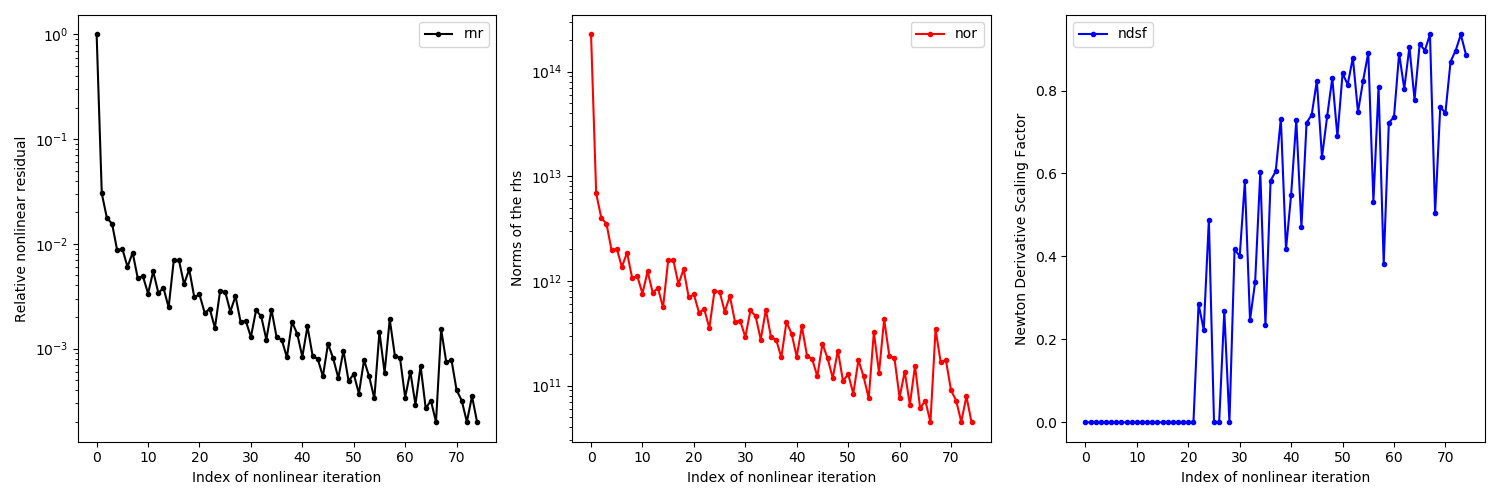 rnr
10^0
10^-1
10^-2
10^-3
Relative nonlinear residual
0 10 20 30 40 50 60 70
Index of nonlinear iteration
nor
10^14
10^13
10^12
10^11
Norms of the rhs
0 10 20 30 40 50 60 70
Index of nonlinear iteration
ndsf
0.8
0.6
0.4
0.2
0.0
Newton Derivative Scaling Factor
0 10 20 30 40 50 60 70
Index of nonlinear iteration